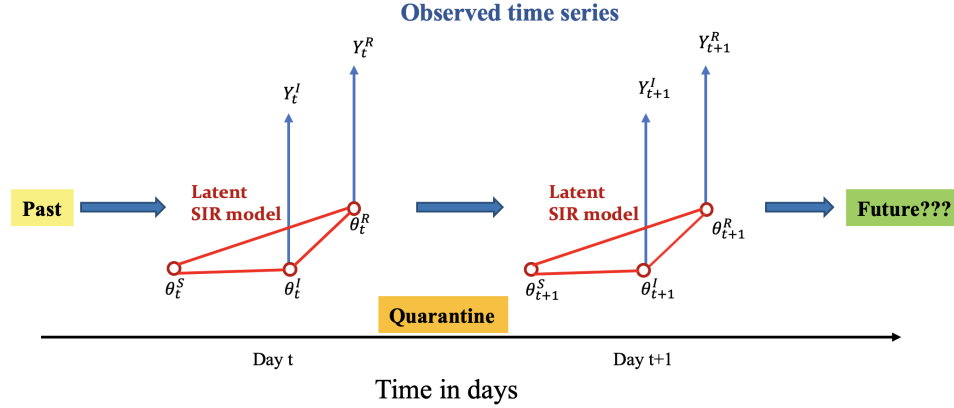 Observed time series
Y_t^R
Y_{t+1}^R
Y_t^I
Y_{t+1}^I
Latent
SIR model
Latent
SIR model
Past
Future???
θ_t^R
θ_{t+1}^R
θ_t^S
θ_t^I
θ_{t+1}^S
θ_{t+1}^I
Quarantine
Day t
Day t+1
Time in days